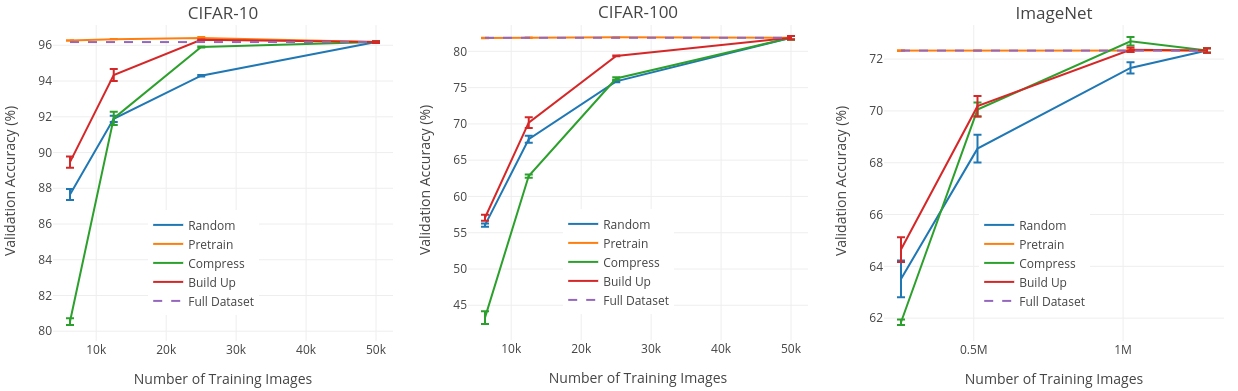 CIFAR-10
Validation Accuracy (%)
96
94
92
90
88
86
84
82
80
Random
Pretrain
Compress
Build Up
Full Dataset
10k
20k
30k
40k
50k
Number of Training Images
CIFAR-100
Validation Accuracy (%)
80
75
70
65
60
55
50
45
Random
Pretrain
Compress
Build Up
Full Dataset
10k
20k
30k
40k
50k
Number of Training Images
ImageNet
Validation Accuracy (%)
72
70
68
66
64
62
Random
Pretrain
Compress
Build Up
Full Dataset
0.5M
1M
Number of Training Images